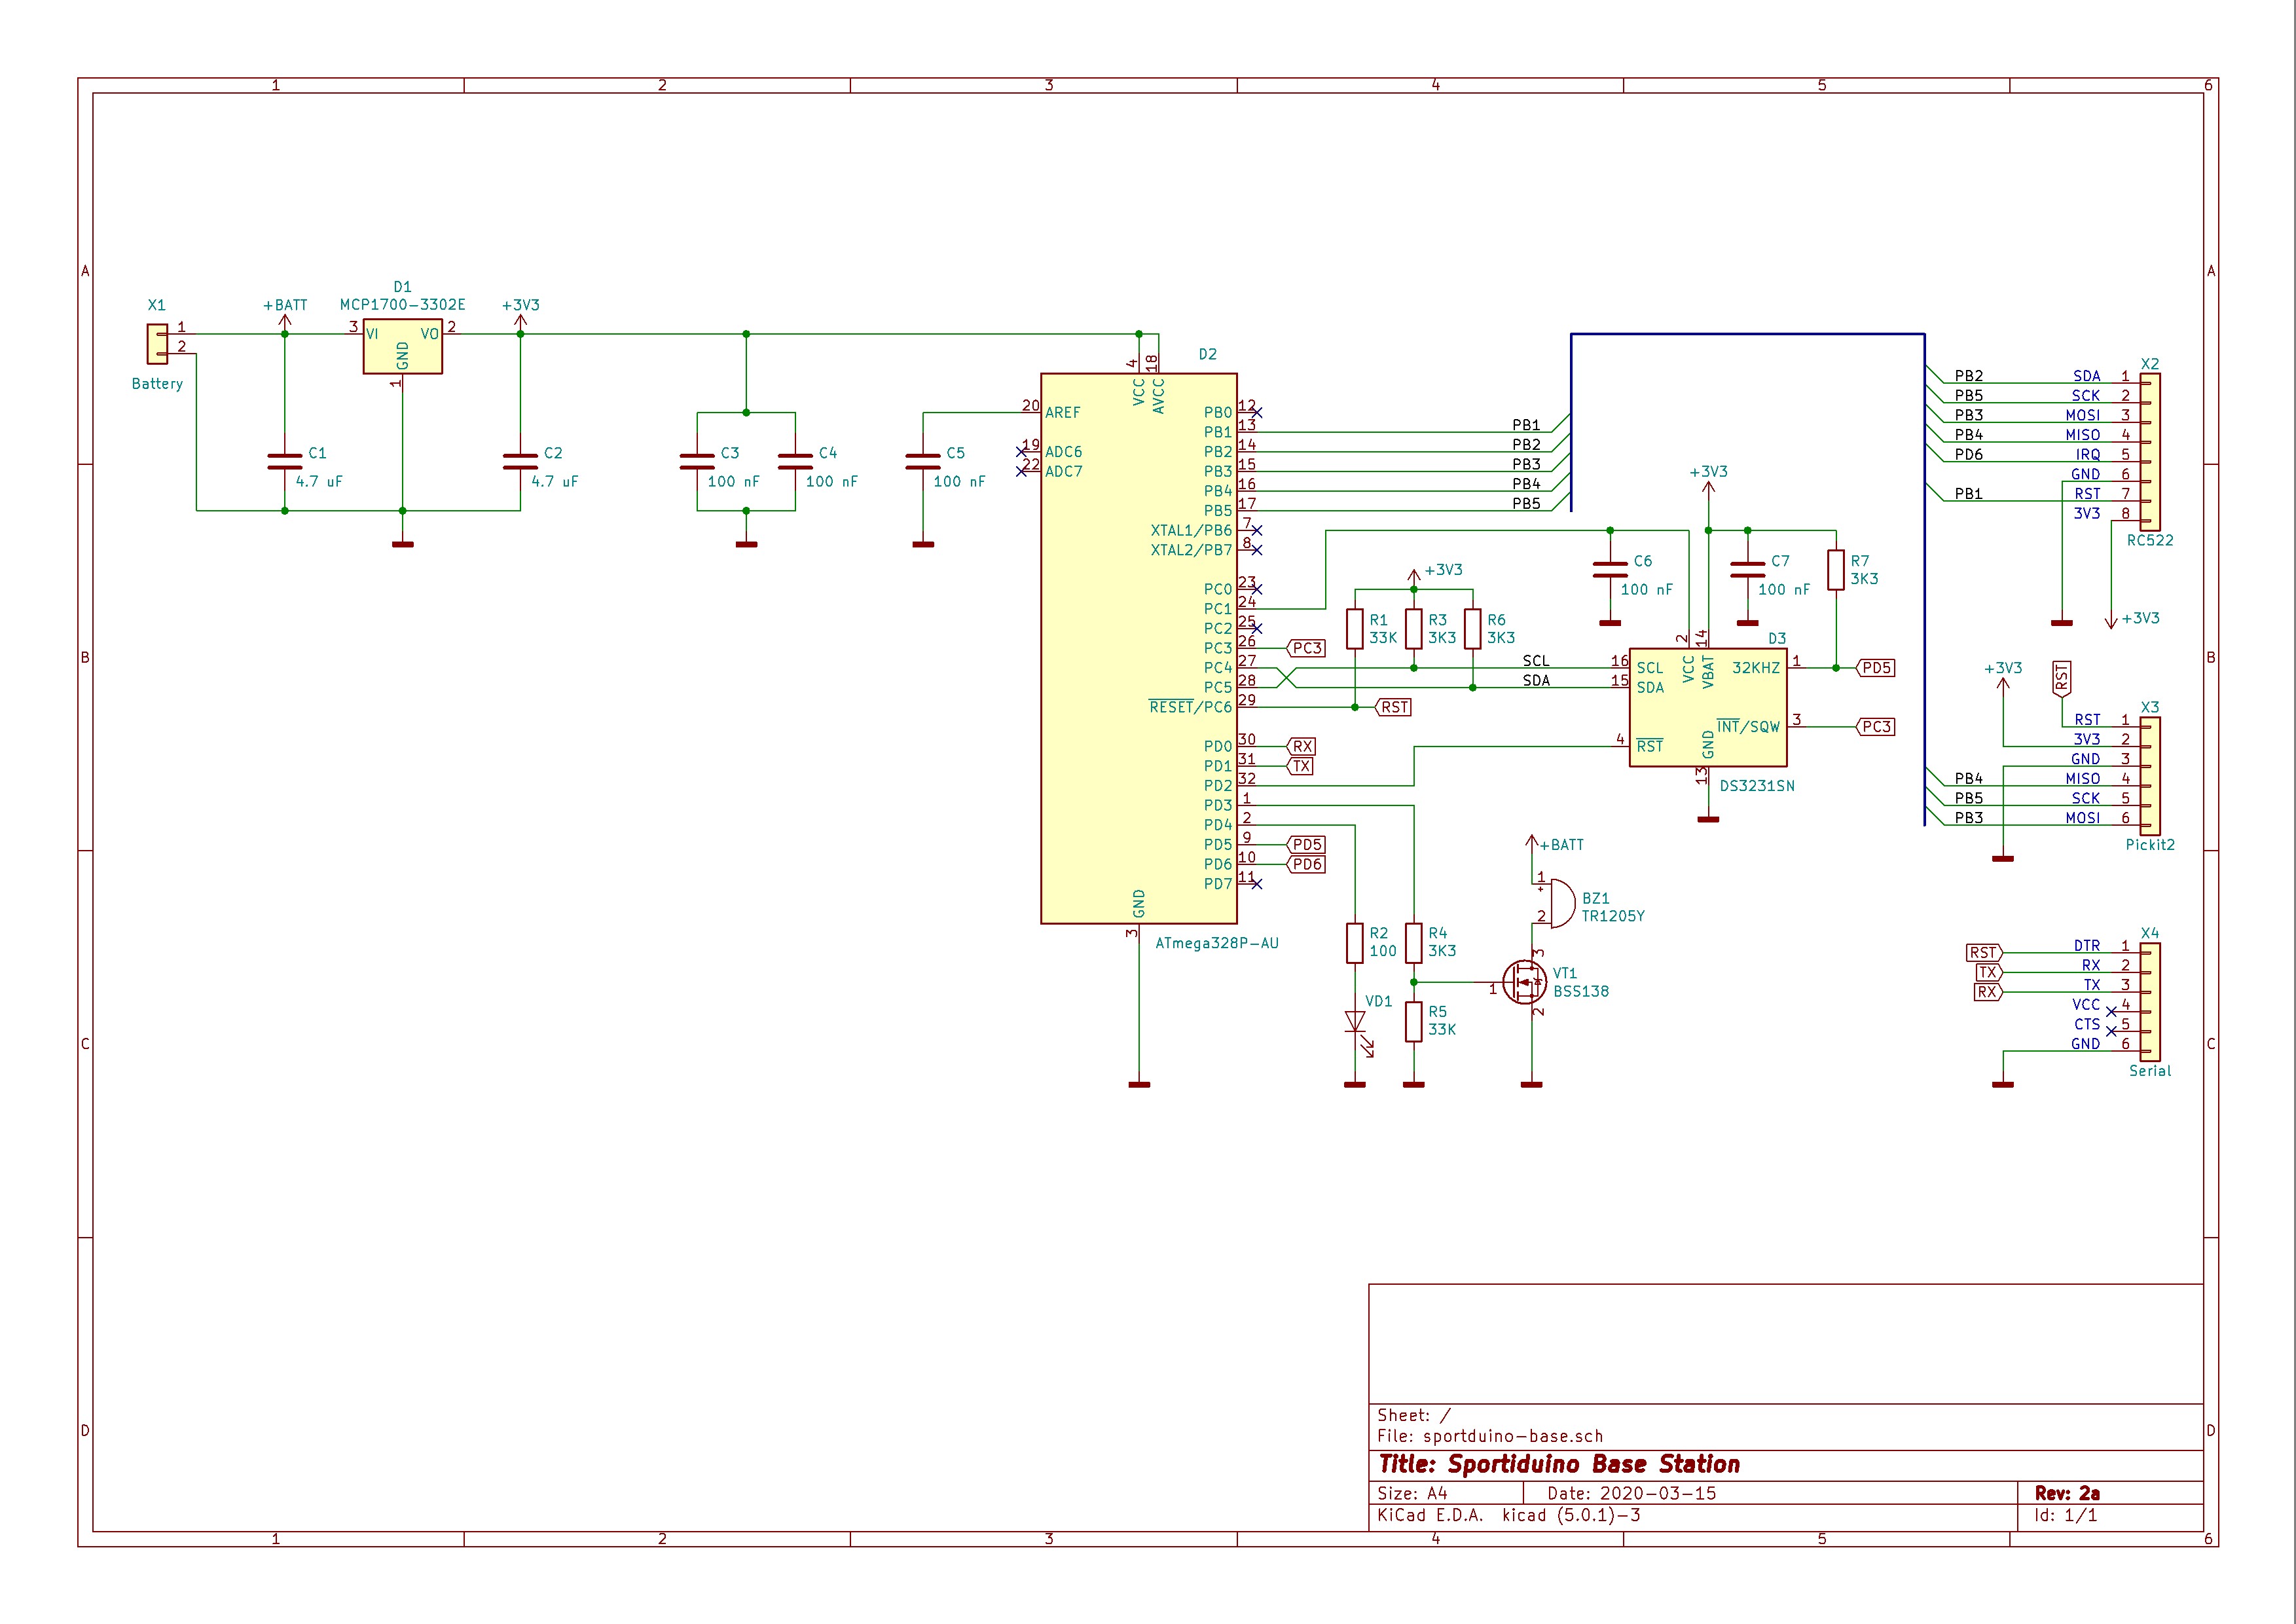 1 2 3 4 5 6
A
A
B
B
C
C
D
D
X1
1
2
Battery
+BATT
D1
MCP1700-3302E
3 VI VO 2
GND
1
+3V3
C1
4.7 uF
C2
4.7 uF
C3
100 nF
C4
100 nF
C5
100 nF
D2
4 18
VCC AVCC
20 AREF
19 ADC6
22 ADC7
PB0 12
PB1 13
PB2 14
PB3 15
PB4 16
PB5 17
XTAL1/PB6 7
XTAL2/PB7 8
PC0 23
PC1 24
PC2 25
PC3 26
PC4 27
PC5 28
RESET/PC6 29
PD0 30
PD1 31
PD2 32
PD3 1
PD4 2
PD5 9
PD6 10
PD7 11
GND
3
ATmega328P-AU
PC3
RST
RX
TX
PD5
PD6
PB1
PB2
PB3
PB4
PB5
+3V3
R1
33K
R3
3K3
R6
3K3
SCL
SDA
+3V3
C6
100 nF
C7
100 nF
R7
3K3
D3
2 14
VCC VBAT
16 SCL
15 SDA
4 RST
32KHZ 1
INT/SQW 3
GND
13
DS3231SN
PD5
PC3
R2
100
VD1
R4
3K3
R5
33K
+BATT
1
+
2
BZ1
TR1205Y
3
1
2
VT1
BSS138
X2
PB2 SDA 1
PB5 SCK 2
PB3 MOSI 3
PB4 MISO 4
PD6 IRQ 5
GND 6
PB1 RST 7
3V3 8
RC522
+3V3
+3V3
RST
X3
RST 1
3V3 2
GND 3
PB4 MISO 4
PB5 SCK 5
PB3 MOSI 6
Pickit2
X4
RST DTR 1
TX RX 2
RX TX 3
VCC 4
CTS 5
GND 6
Serial
Sheet: /
File: sportduino-base.sch
Title: Sportiduino Base Station
Size: A4 Date: 2020-03-15 Rev: 2a
KiCad E.D.A. kicad (5.0.1)-3 Id: 1/1
1 2 3 4 5 6